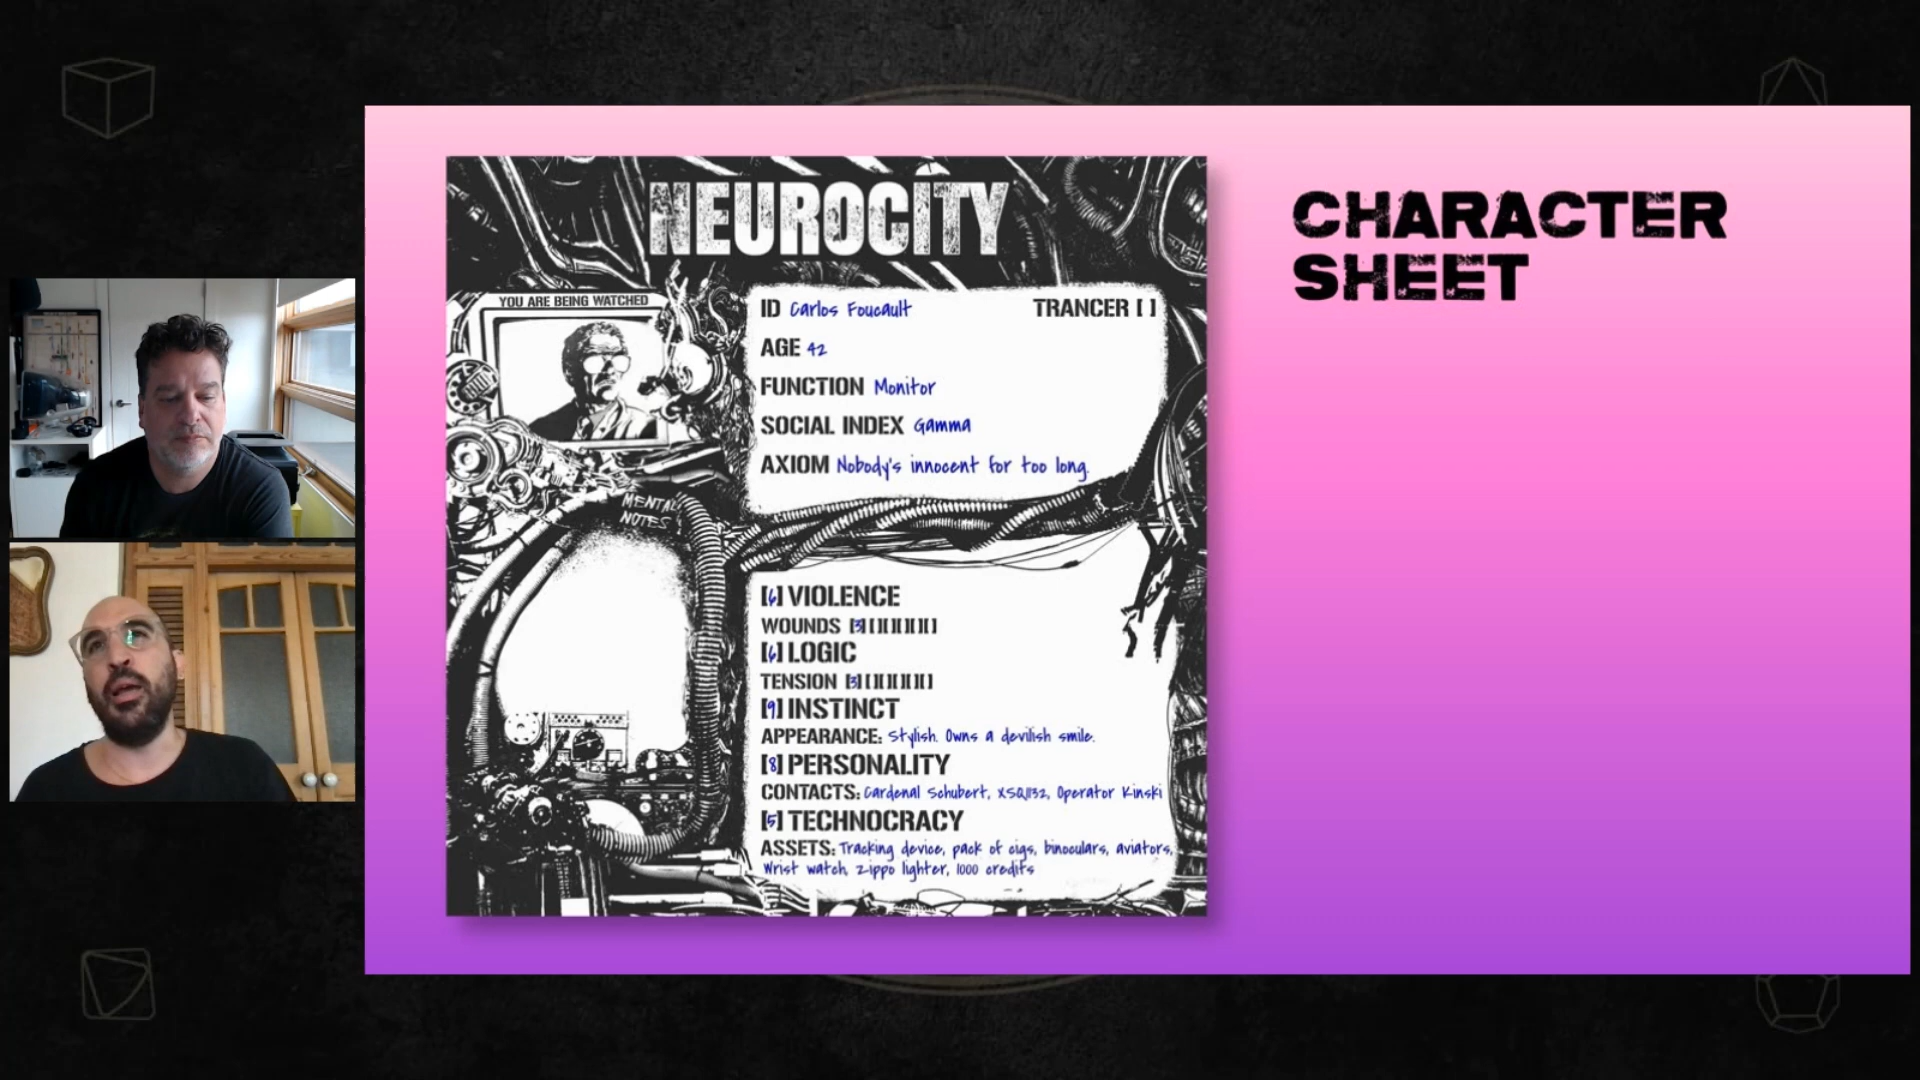 NEUROCITY
YOU ARE BEING WATCHED
ID Carlos Foucault
TRANCER [ ]
AGE 42
FUNCTION Monitor
SOCIAL INDEX Gamma
AXIOM Nobody's innocent for too long.
MENTAL
NOTES
[6] VIOLENCE
WOUNDS [3] [ ] [ ] [ ] [ ] [ ]
[6] LOGIC
TENSION [3] [ ] [ ] [ ] [ ] [ ]
[9] INSTINCT
APPEARANCE: Stylish. Owns a devilish smile.
[8] PERSONALITY
CONTACTS: Cardenal Schubert, XSQ1132, Operator Kinski
[5] TECHNOCRACY
ASSETS: Tracking device, pack of cigs, binoculars, aviators,
Wrist watch, Zippo lighter, 1000 credits
CHARACTER
SHEET